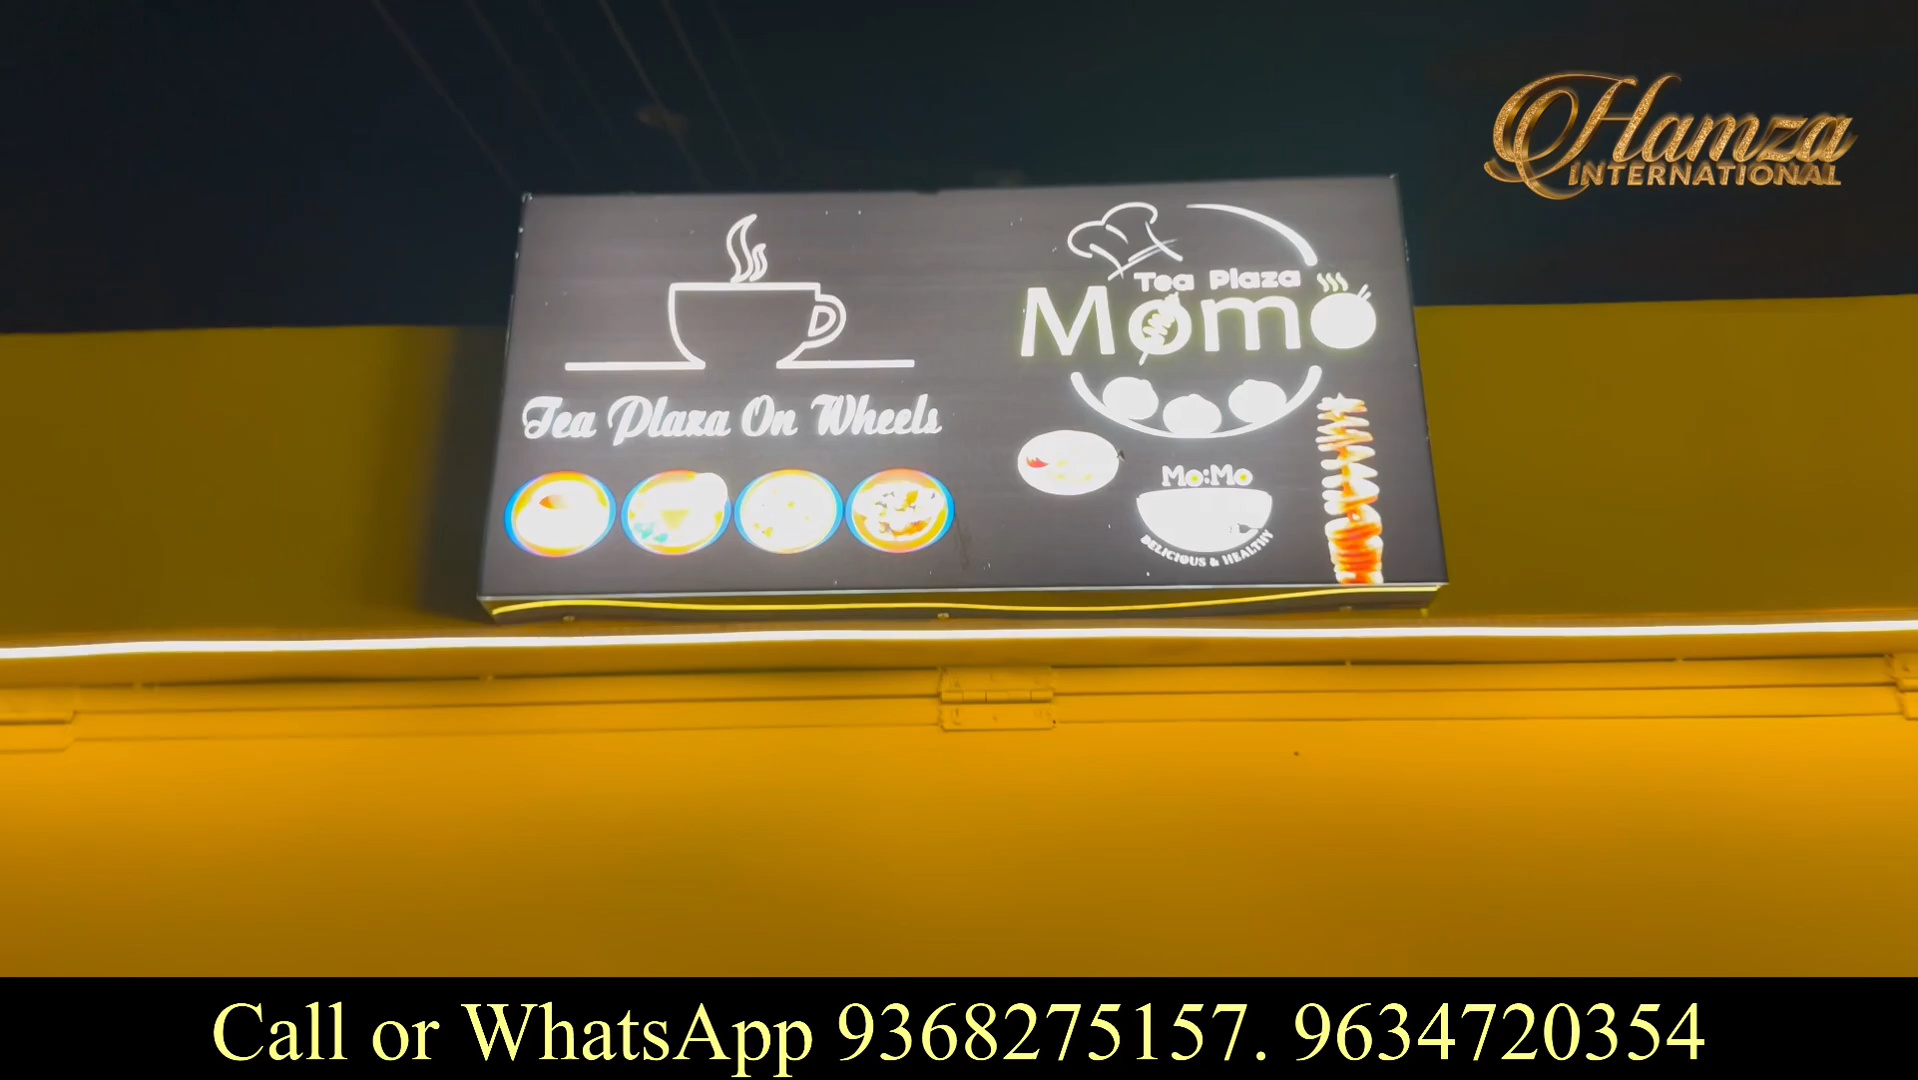 Hamza
INTERNATIONAL
Tea Plaza
Momo
Tea Plaza On Wheels
Mo:Mo
DELICIOUS & HEALTHY
Call or WhatsApp 9368275157. 9634720354